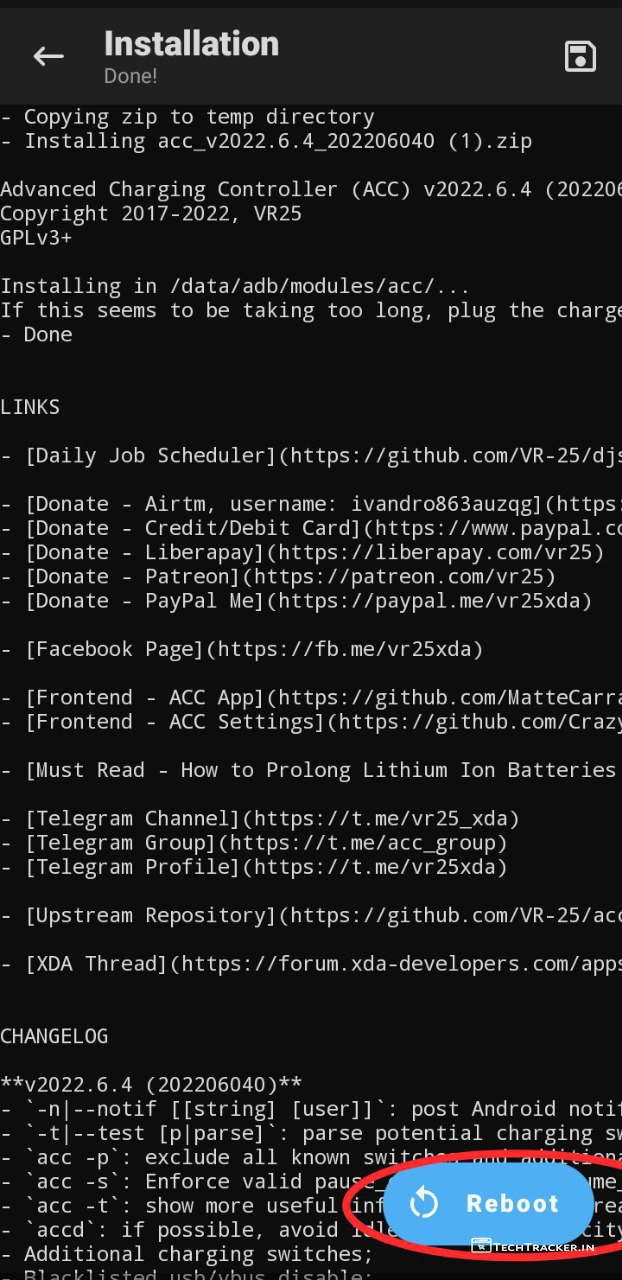 Installation
Done!
- Copying zip to temp directory
- Installing acc_v2022.6.4_202206040 (1).zip
Advanced Charging Controller (ACC) v2022.6.4 (202206
Copyright 2017-2022, VR25
GPLv3+
Installing in /data/adb/modules/acc/...
If this seems to be taking too long, plug the charge
- Done
LINKS
- [Daily Job Scheduler](https://github.com/VR-25/djs
- [Donate - Airtm, username: ivandro863auzqg](https:
- [Donate - Credit/Debit Card](https://www.paypal.co
- [Donate - Liberapay](https://liberapay.com/vr25)
- [Donate - Patreon](https://patreon.com/vr25)
- [Donate - PayPal Me](https://paypal.me/vr25xda)
- [Facebook Page](https://fb.me/vr25xda)
- [Frontend - ACC App](https://github.com/MatteCarra
- [Frontend - ACC Settings](https://github.com/Crazy
- [Must Read - How to Prolong Lithium Ion Batteries
- [Telegram Channel](https://t.me/vr25_xda)
- [Telegram Group](https://t.me/acc_group)
- [Telegram Profile](https://t.me/vr25xda)
- [Upstream Repository](https://github.com/VR-25/acc
- [XDA Thread](https://forum.xda-developers.com/apps
CHANGELOG
**v2022.6.4 (202206040)**
- `-n|--notif [[string] [user]]`: post Android notif
- `-t|--test [p|parse]`: parse potential charging sw
- `acc -p`: exclude all known switches and additiona
- `acc -s`: Enforce valid pause_ ume_
- `acc -t`: show more useful inf rea
- `accd`: if possible, avoid idle city
Reboot
- Additional charging switches;
TECHTRACKER.IN
- Blacklisted usb/vbus disable;